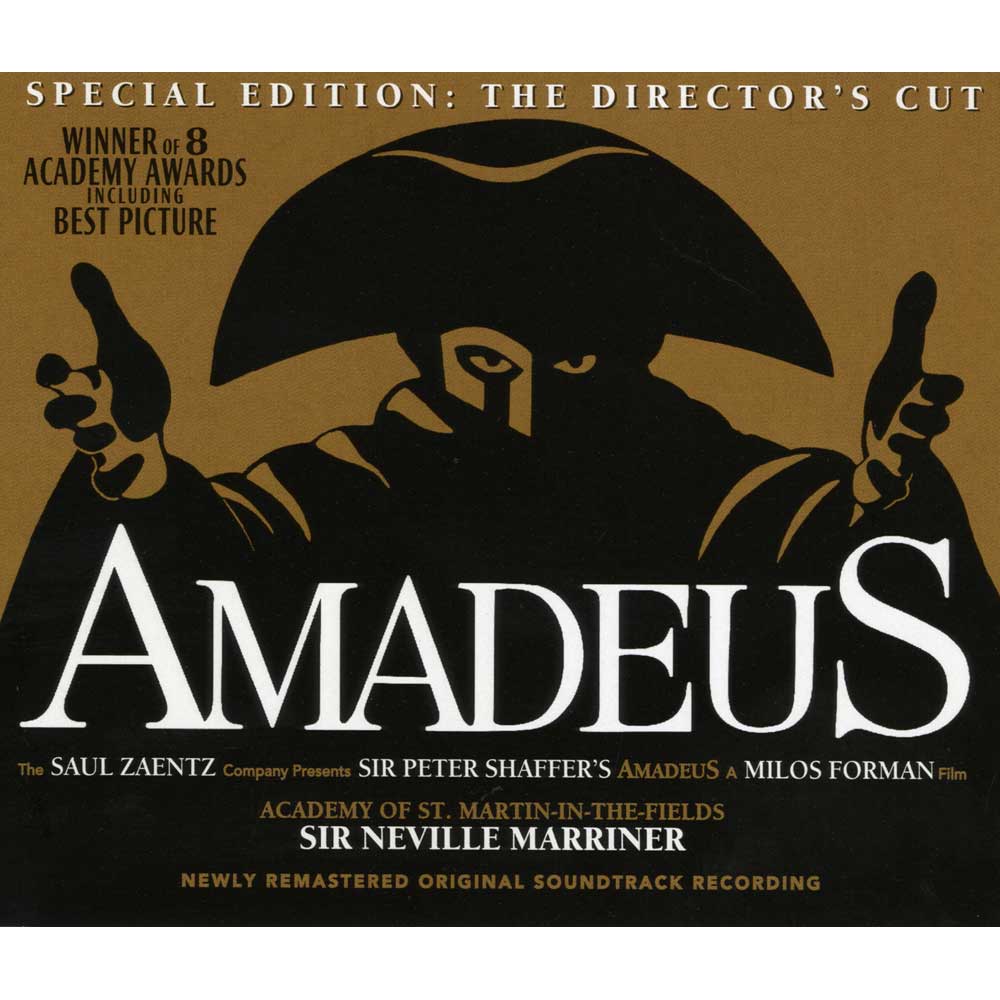 SPECIAL EDITION: THE DIRECTOR'S CUT
WINNER OF 8
ACADEMY AWARDS
INCLUDING
BEST PICTURE
AMADEUS
The SAUL ZAENTZ Company Presents SIR PETER SHAFFER'S AMADEUS A MILOS FORMAN Film
ACADEMY OF ST. MARTIN-IN-THE-FIELDS
SIR NEVILLE MARRINER
NEWLY REMASTERED ORIGINAL SOUNDTRACK RECORDING